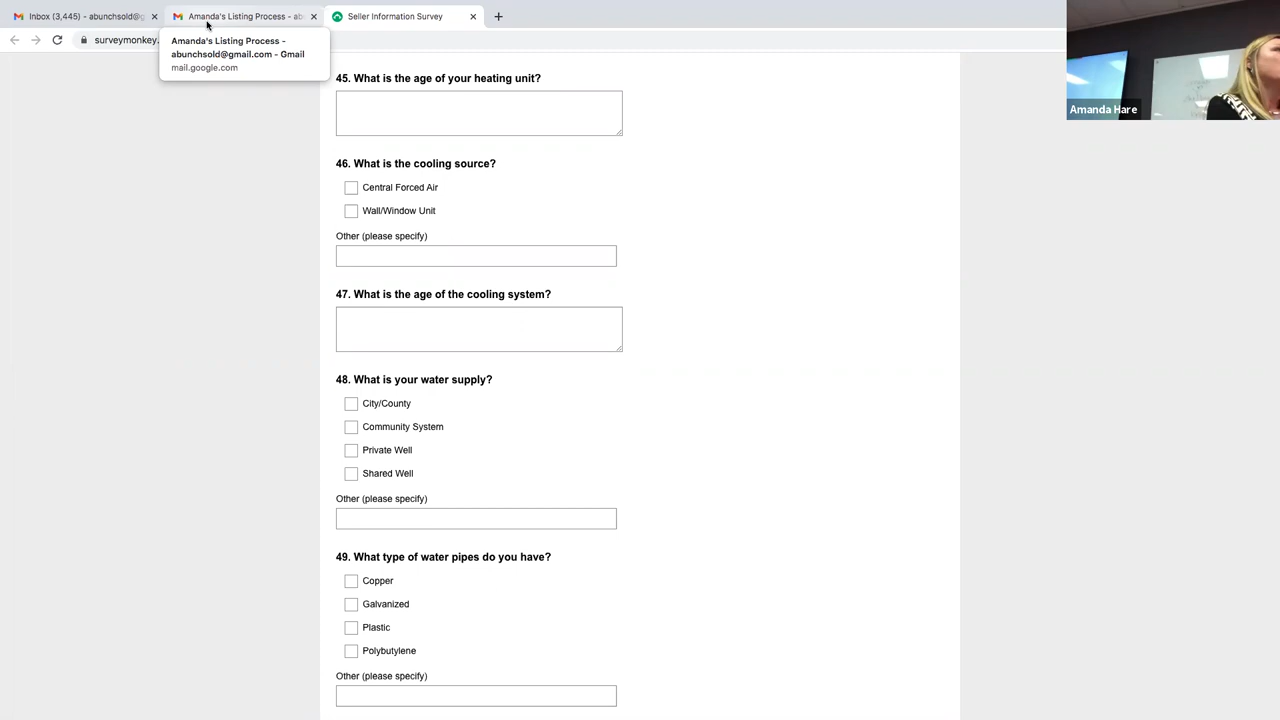 Inbox (3,445) - abunchsold@g
Amanda's Listing Process - ab
Seller Information Survey
surveymonkey.
Amanda's Listing Process -
abunchsold@gmail.com - Gmail
mail.google.com
Amanda Hare
45. What is the age of your heating unit?
46. What is the cooling source?
Central Forced Air
Wall/Window Unit
Other (please specify)
47. What is the age of the cooling system?
48. What is your water supply?
City/County
Community System
Private Well
Shared Well
Other (please specify)
49. What type of water pipes do you have?
Copper
Galvanized
Plastic
Polybutylene
Other (please specify)